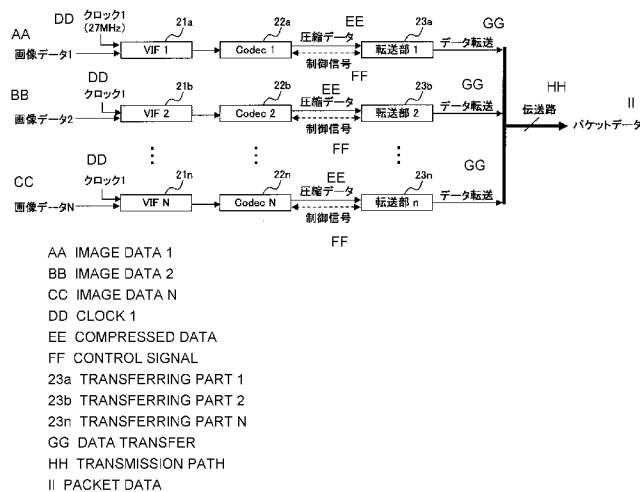 DD クロック1 21a 22a EE 23a GG
AA (27MHz) 圧縮データ データ転送
画像データ1 VIF 1 Codec 1 転送部 1
制御信号
FF
DD 21b 22b EE 23b GG HH II
BB クロック1 圧縮データ データ転送 伝送路
画像データ2 VIF 2 Codec 2 転送部 2 パケットデータ
制御信号
FF
DD 21n 22n EE 23n GG
CC クロック1 圧縮データ データ転送
画像データN VIF N Codec N 転送部 n
制御信号
FF
AA IMAGE DATA 1
BB IMAGE DATA 2
CC IMAGE DATA N
DD CLOCK 1
EE COMPRESSED DATA
FF CONTROL SIGNAL
23a TRANSFERRING PART 1
23b TRANSFERRING PART 2
23n TRANSFERRING PART N
GG DATA TRANSFER
HH TRANSMISSION PATH
II PACKET DATA